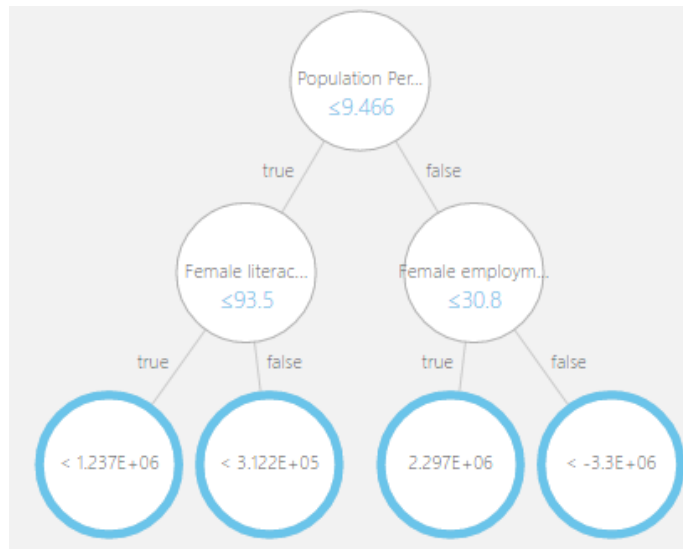 Population Per...
≤9.466
true
false
Female literac...
≤93.5
Female employm...
≤30.8
true
false
true
false
< 1.237E+06
< 3.122E+05
2.297E+06
< -3.3E+06